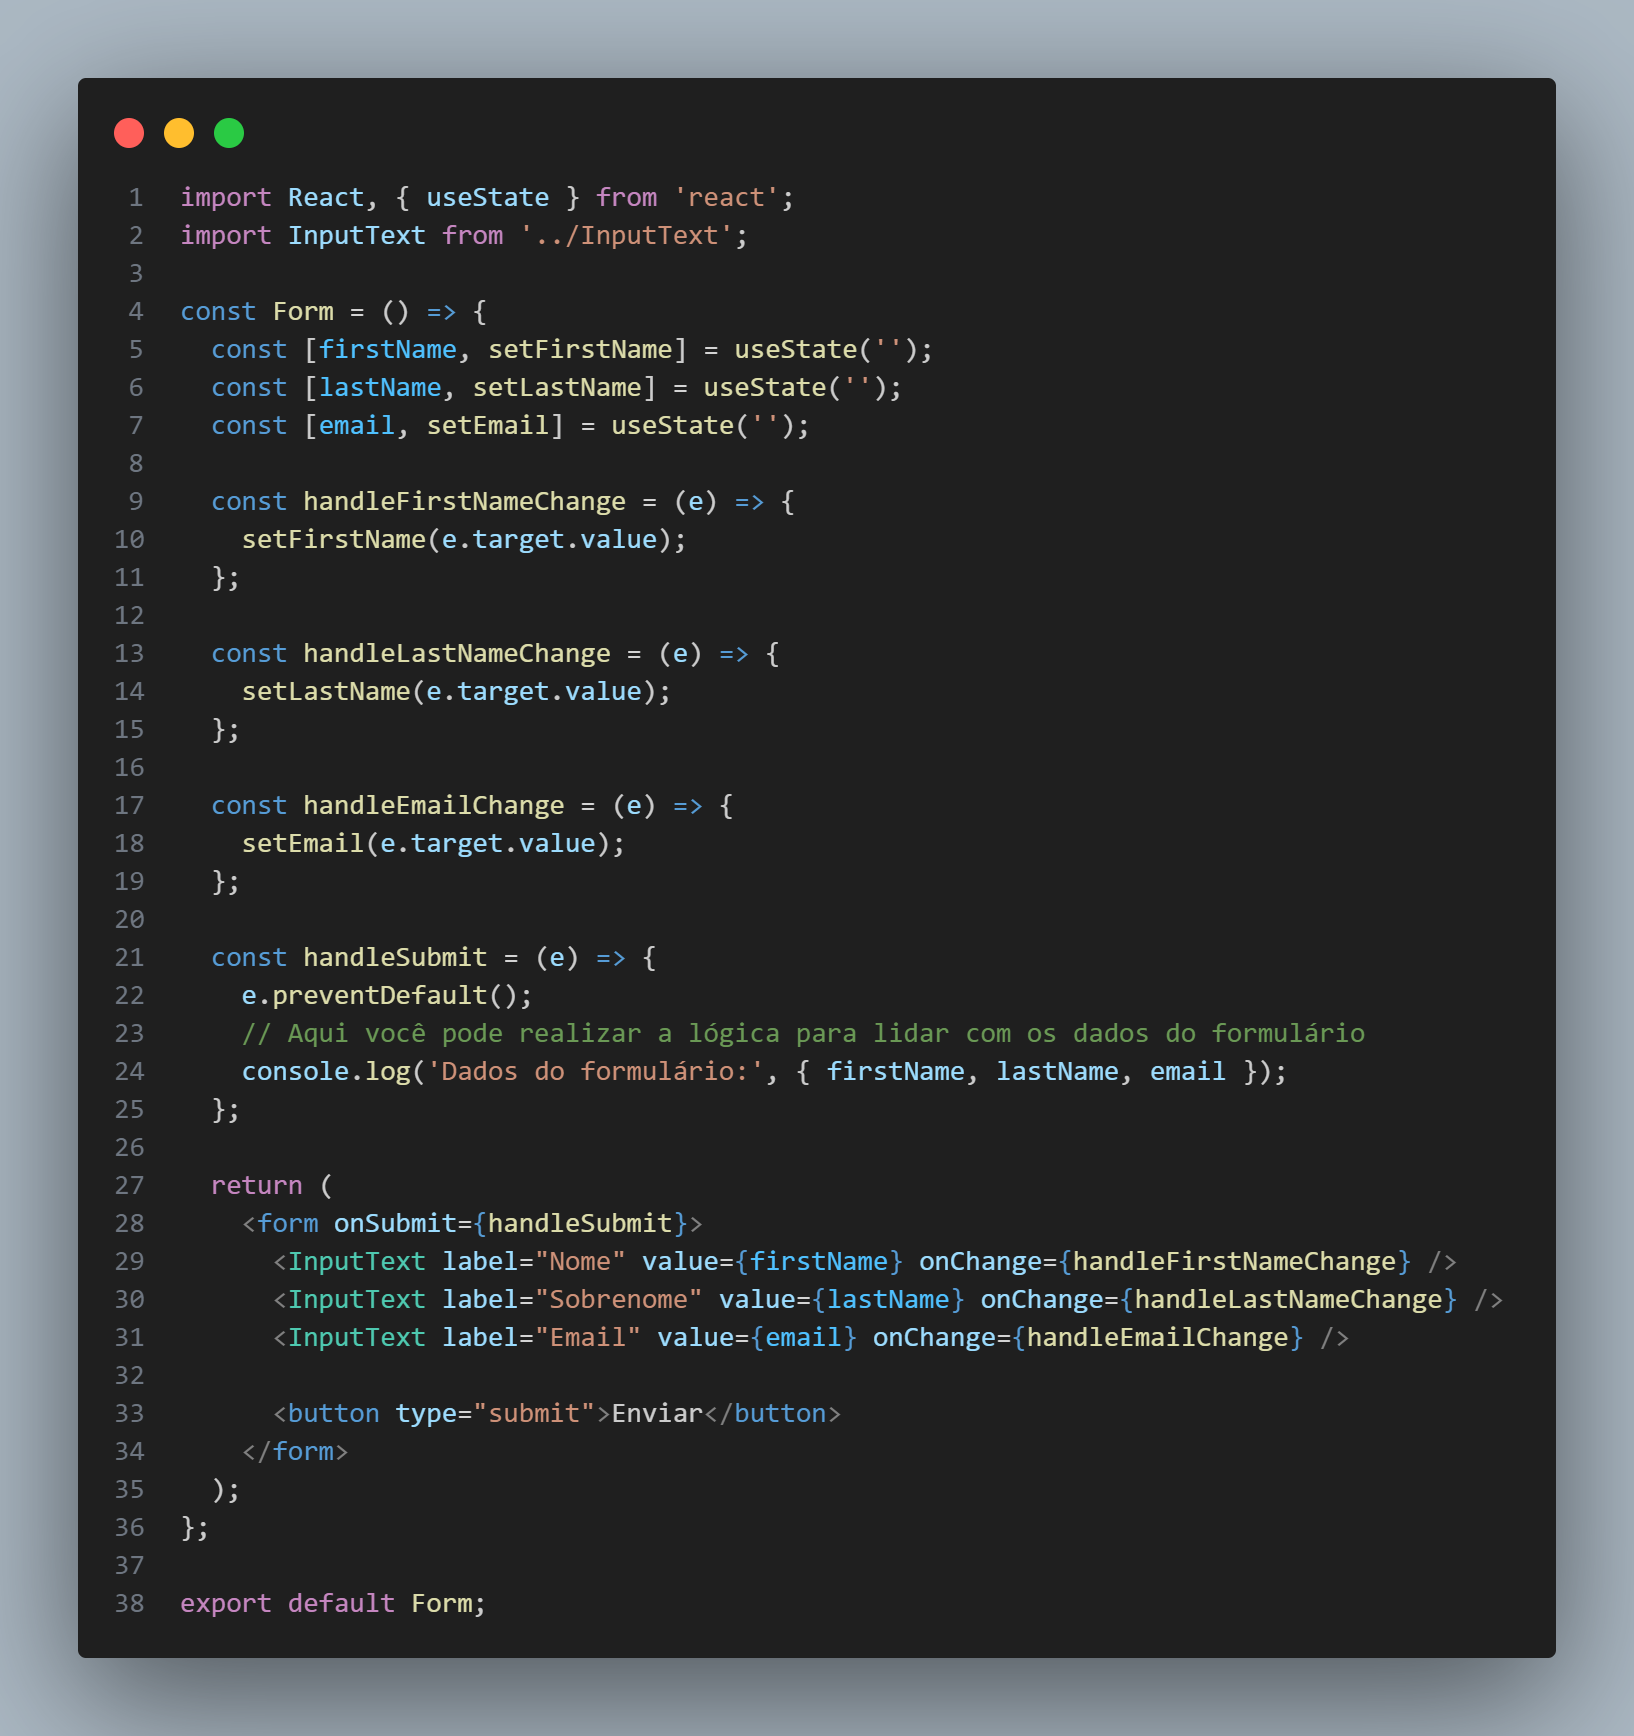 1 import React, { useState } from 'react';
2 import InputText from '../InputText';
3
4 const Form = () => {
5   const [firstName, setFirstName] = useState('');
6   const [lastName, setLastName] = useState('');
7   const [email, setEmail] = useState('');
8
9   const handleFirstNameChange = (e) => {
10     setFirstName(e.target.value);
11   };
12
13   const handleLastNameChange = (e) => {
14     setLastName(e.target.value);
15   };
16
17   const handleEmailChange = (e) => {
18     setEmail(e.target.value);
19   };
20
21   const handleSubmit = (e) => {
22     e.preventDefault();
23     // Aqui você pode realizar a lógica para lidar com os dados do formulário
24     console.log('Dados do formulário:', { firstName, lastName, email });
25   };
26
27   return (
28     <form onSubmit={handleSubmit}>
29       <InputText label="Nome" value={firstName} onChange={handleFirstNameChange} />
30       <InputText label="Sobrenome" value={lastName} onChange={handleLastNameChange} />
31       <InputText label="Email" value={email} onChange={handleEmailChange} />
32
33       <button type="submit">Enviar</button>
34     </form>
35   );
36 };
37
38 export default Form;